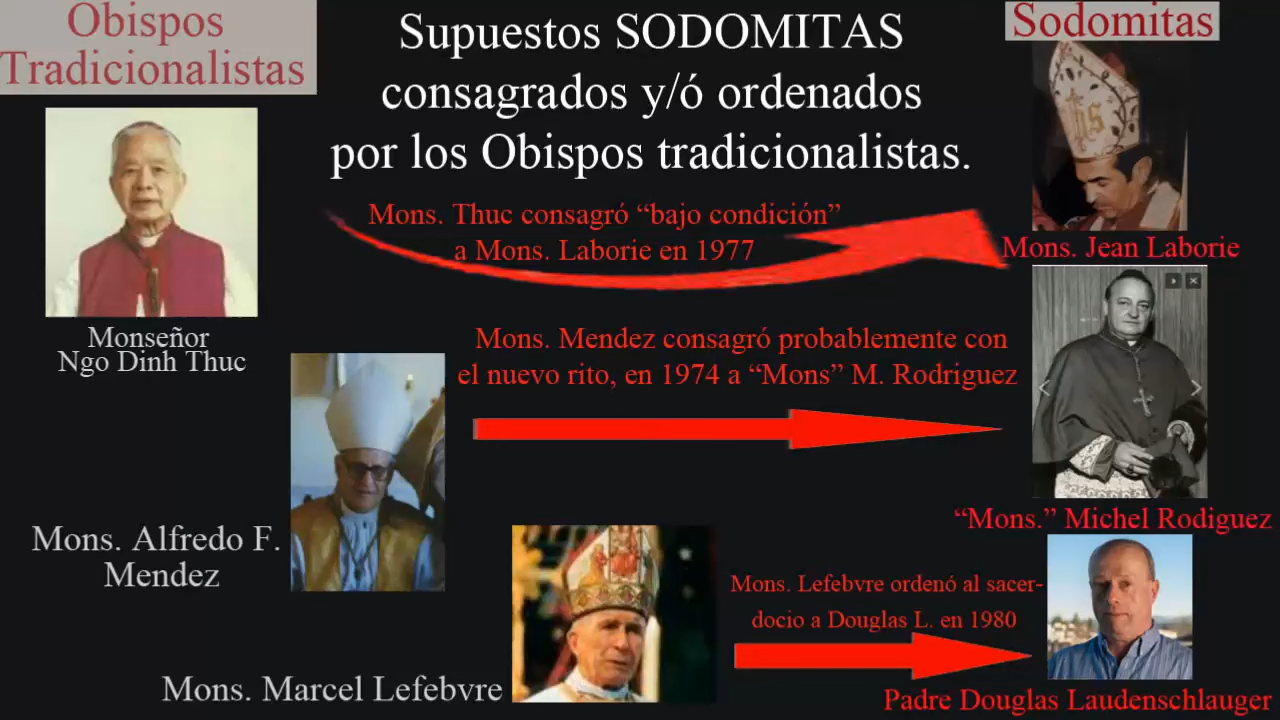 Obispos
Tradicionalistas
Supuestos SODOMITAS
consagrados y/ó ordenados
por los Obispos tradicionalistas.
Sodomitas
Mons. Thuc consagró “bajo condición”
a Mons. Laborie en 1977
Mons. Jean Laborie
Monseñor
Ngo Dinh Thuc
Mons. Mendez consagró probablemente con
el nuevo rito, en 1974 a “Mons” M. Rodriguez
“Mons.” Michel Rodiguez
Mons. Alfredo F.
Mendez
Mons. Lefebvre ordenó al sacer-
docio a Douglas L. en 1980
Mons. Marcel Lefebvre
Padre Douglas Laudenschlauger